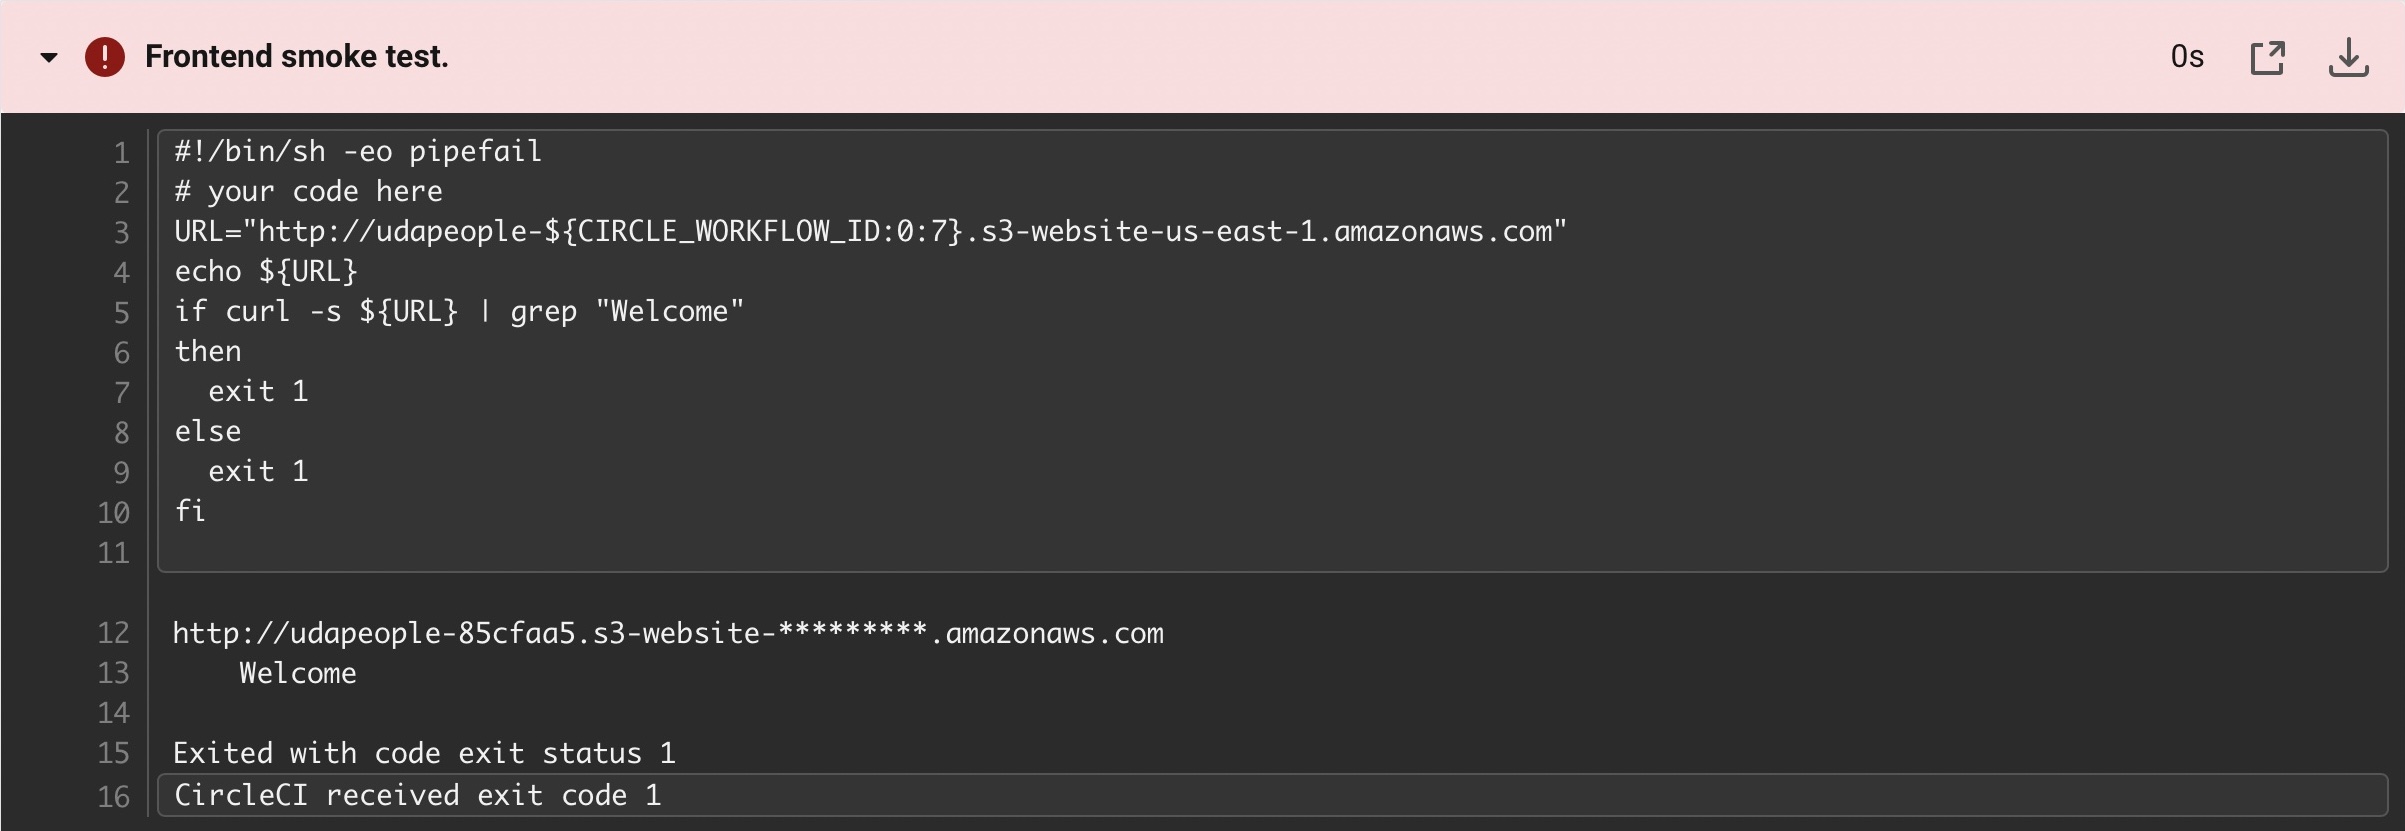 Frontend smoke test.
0s
1 #!/bin/sh -eo pipefail
2 # your code here
3 URL="http://udapeople-${CIRCLE_WORKFLOW_ID:0:7}.s3-website-us-east-1.amazonaws.com"
4 echo ${URL}
5 if curl -s ${URL} | grep "Welcome"
6 then
7   exit 1
8 else
9   exit 1
10 fi
11
12 http://udapeople-85cfaa5.s3-website-*********.amazonaws.com
13     Welcome
14
15 Exited with code exit status 1
16 CircleCI received exit code 1